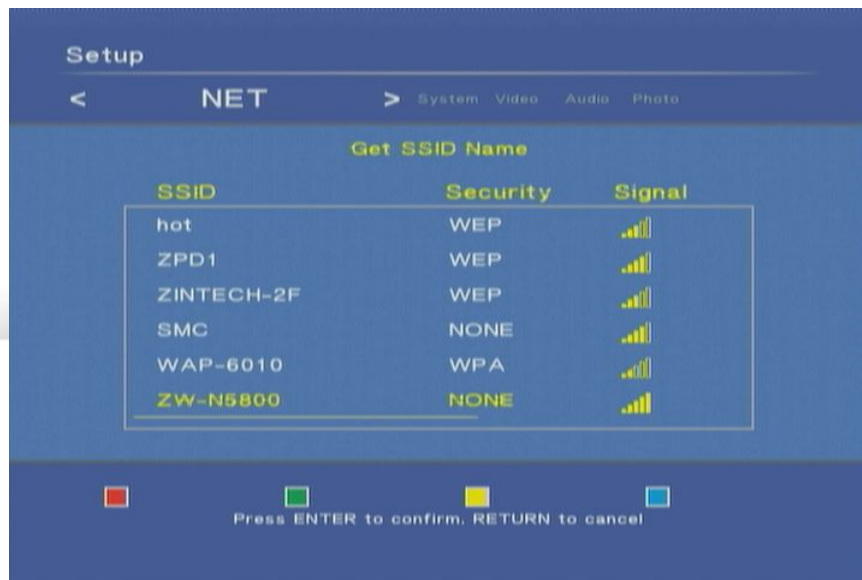 Setup
< NET > System Video Audio Photo
Get SSID Name
SSID Security Signal
hot WEP
ZPD1 WEP
ZINTECH-2F WEP
SMC NONE
WAP-6010 WPA
ZW-N5800 NONE
Press ENTER to confirm, RETURN to cancel